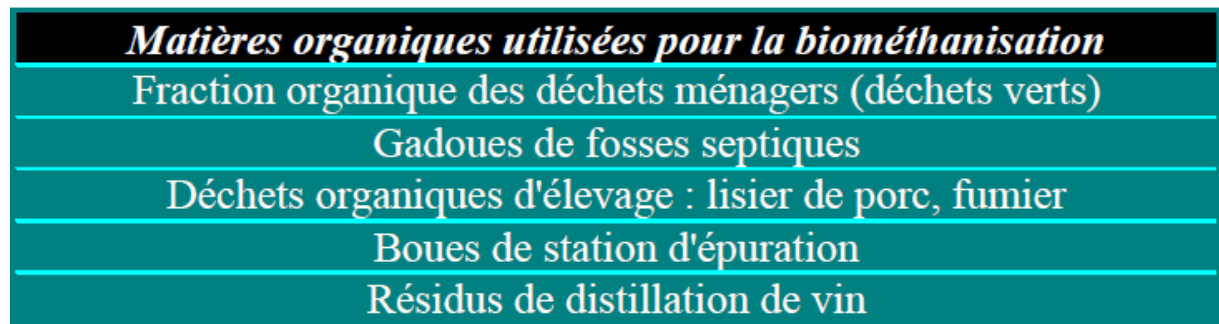 Matières organiques utilisées pour la biométhanisation
Fraction organique des déchets ménagers (déchets verts)
Gadoues de fosses septiques
Déchets organiques d'élevage : lisier de porc, fumier
Boues de station d'épuration
Résidus de distillation de vin